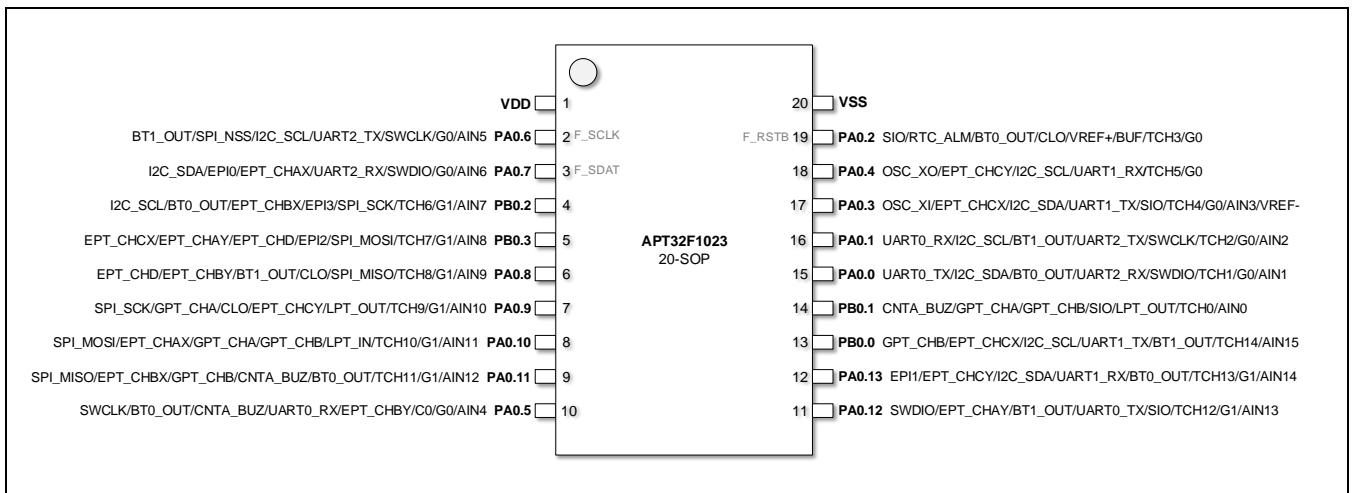 VDD 1 20 VSS
BT1_OUT/SPI_NSS/I2C_SCL/UART2_TX/SWCLK/G0/AIN5 PA0.6 2 F_SCLK F_RSTB 19 PA0.2 SIO/RTC_ALM/BT0_OUT/CLO/VREF+/BUF/TCH3/G0
I2C_SDA/EPI0/EPT_CHAX/UART2_RX/SWDIO/G0/AIN6 PA0.7 3 F_SDAT 18 PA0.4 OSC_XO/EPT_CHCY/I2C_SCL/UART1_RX/TCH5/G0
I2C_SCL/BT0_OUT/EPT_CHBX/EPI3/SPI_SCK/TCH6/G1/AIN7 PB0.2 4 17 PA0.3 OSC_XI/EPT_CHCX/I2C_SDA/UART1_TX/SIO/TCH4/G0/AIN3/VREF-
EPT_CHCX/EPT_CHAY/EPT_CHD/EPI2/SPI_MOSI/TCH7/G1/AIN8 PB0.3 5 APT32F1023 16 PA0.1 UART0_RX/I2C_SCL/BT1_OUT/UART2_TX/SWCLK/TCH2/G0/AIN2
20-SOP
EPT_CHD/EPT_CHBY/BT1_OUT/CLO/SPI_MISO/TCH8/G1/AIN9 PA0.8 6 15 PA0.0 UART0_TX/I2C_SDA/BT0_OUT/UART2_RX/SWDIO/TCH1/G0/AIN1
SPI_SCK/GPT_CHA/CLO/EPT_CHCY/LPT_OUT/TCH9/G1/AIN10 PA0.9 7 14 PB0.1 CNTA_BUZ/GPT_CHA/GPT_CHB/SIO/LPT_OUT/TCH0/AIN0
SPI_MOSI/EPT_CHAX/GPT_CHA/GPT_CHB/LPT_IN/TCH10/G1/AIN11 PA0.10 8 13 PB0.0 GPT_CHB/EPT_CHCX/I2C_SCL/UART1_TX/BT1_OUT/TCH14/AIN15
SPI_MISO/EPT_CHBX/GPT_CHB/CNTA_BUZ/BT0_OUT/TCH11/G1/AIN12 PA0.11 9 12 PA0.13 EPI1/EPT_CHCY/I2C_SDA/UART1_RX/BT0_OUT/TCH13/G1/AIN14
SWCLK/BT0_OUT/CNTA_BUZ/UART0_RX/EPT_CHBY/C0/G0/AIN4 PA0.5 10 11 PA0.12 SWDIO/EPT_CHAY/BT1_OUT/UART0_TX/SIO/TCH12/G1/AIN13